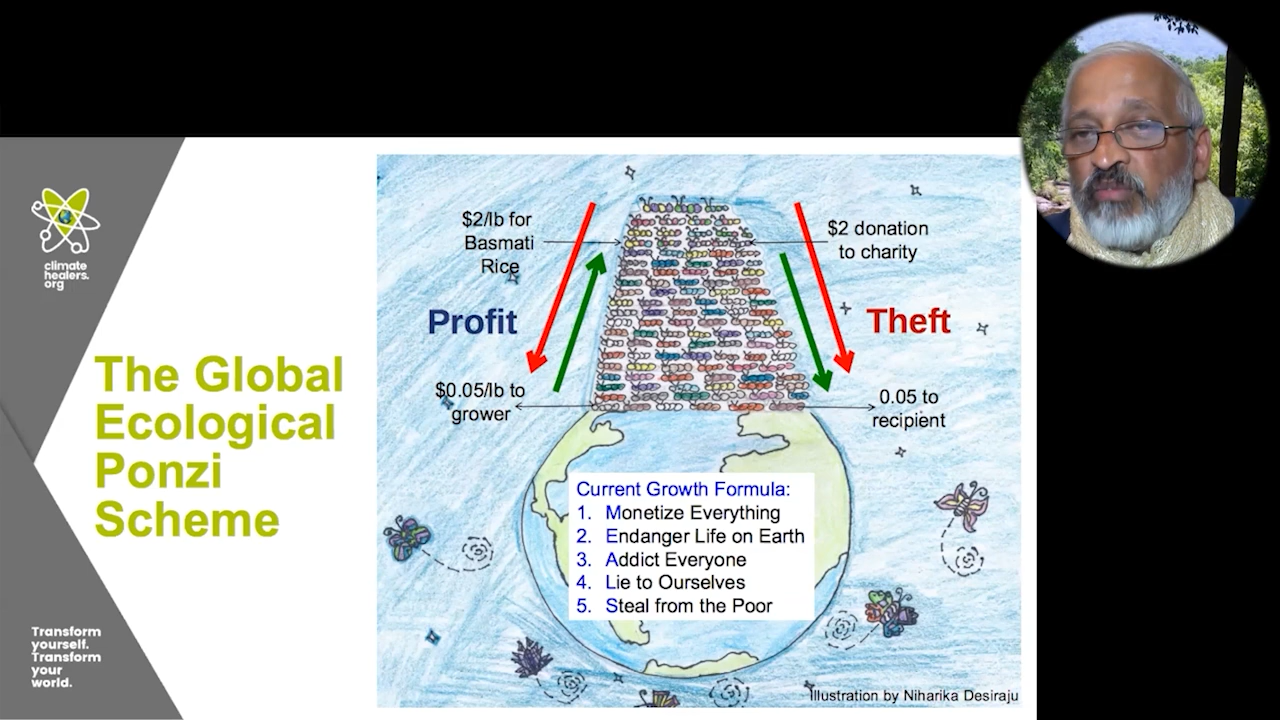 climate
healers.
org
The Global
Ecological
Ponzi
Scheme
Transform
yourself.
Transform
your
world.
$2/lb for
Basmati
Rice
$2 donation
to charity
Profit
Theft
$0.05/lb to
grower
0.05 to
recipient
Current Growth Formula:
1. Monetize Everything
2. Endanger Life on Earth
3. Addict Everyone
4. Lie to Ourselves
5. Steal from the Poor
Illustration by Niharika Desiraju